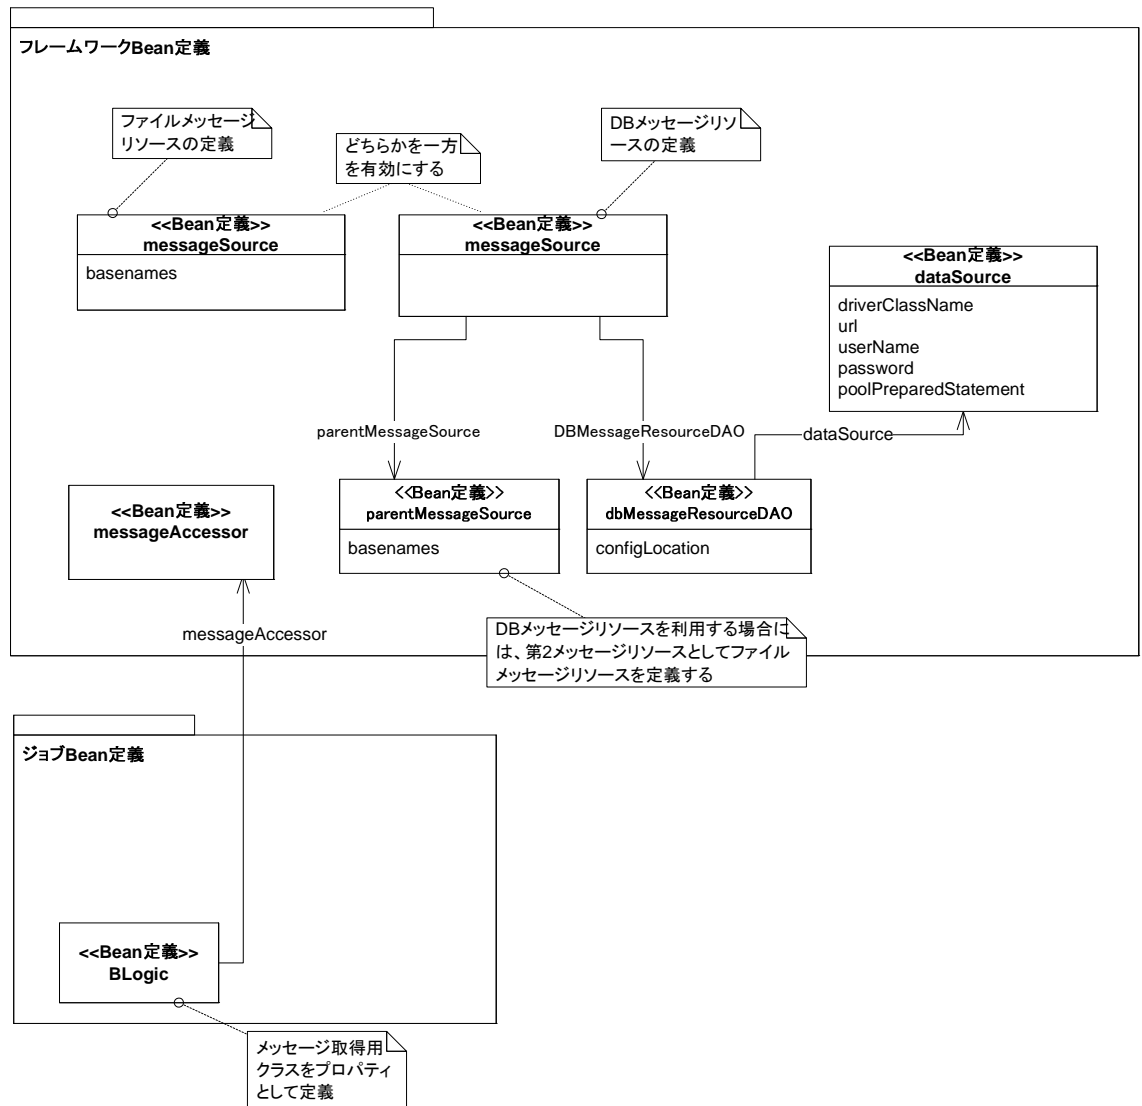 フレームワークBean定義
ファイルメッセージ
リソースの定義
どちらかを一方
を有効にする
DBメッセージリソ
ースの定義
<<Bean定義>>
messageSource
basenames
<<Bean定義>>
messageSource
<<Bean定義>>
dataSource
driverClassName
url
userName
password
poolPreparedStatement
parentMessageSource
DBMessageResourceDAO
dataSource
<<Bean定義>>
messageAccessor
<<Bean定義>>
parentMessageSource
basenames
<<Bean定義>>
dbMessageResourceDAO
configLocation
messageAccessor
DBメッセージリソースを利用する場合に
は、第2メッセージリソースとしてファイル
メッセージリソースを定義する
ジョブBean定義
<<Bean定義>>
BLogic
メッセージ取得用
クラスをプロパティ
として定義